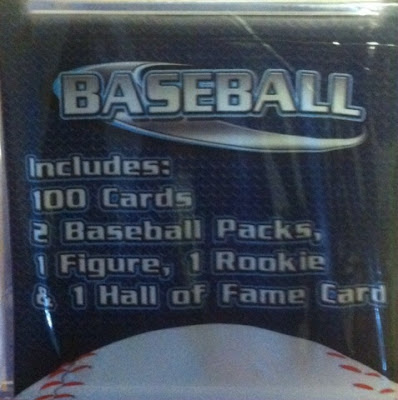 BASEBALL
Includes:
100 Cards
2 Baseball Packs,
1 Figure, 1 Rookie
& 1 Hall of Fame Card